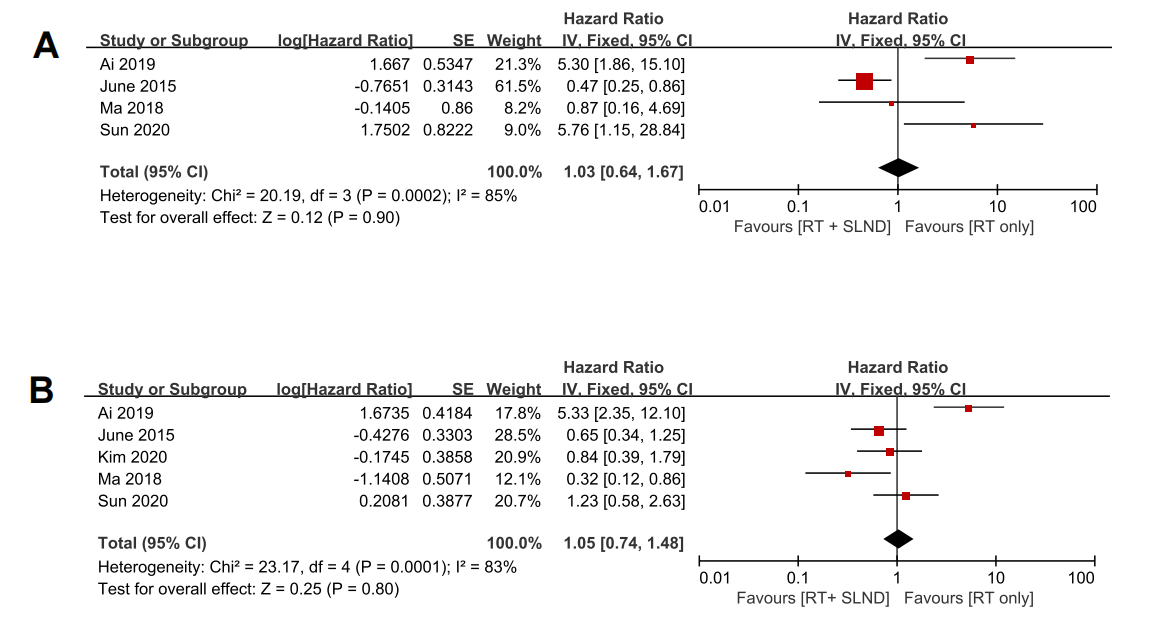 A
Hazard Ratio Hazard Ratio
Study or Subgroup log[Hazard Ratio] SE Weight IV, Fixed, 95% CI IV, Fixed, 95% CI
Ai 2019 1.667 0.5347 21.3% 5.30 [1.86, 15.10]
June 2015 -0.7651 0.3143 61.5% 0.47 [0.25, 0.86]
Ma 2018 -0.1405 0.86 8.2% 0.87 [0.16, 4.69]
Sun 2020 1.7502 0.8222 9.0% 5.76 [1.15, 28.84]
Total (95% CI) 100.0% 1.03 [0.64, 1.67]
Heterogeneity: Chi² = 20.19, df = 3 (P = 0.0002); I² = 85%
Test for overall effect: Z = 0.12 (P = 0.90)
0.01 0.1 1 10 100
Favours [RT + SLND] Favours [RT only]
B
Hazard Ratio Hazard Ratio
Study or Subgroup log[Hazard Ratio] SE Weight IV, Fixed, 95% CI IV, Fixed, 95% CI
Ai 2019 1.6735 0.4184 17.8% 5.33 [2.35, 12.10]
June 2015 -0.4276 0.3303 28.5% 0.65 [0.34, 1.25]
Kim 2020 -0.1745 0.3858 20.9% 0.84 [0.39, 1.79]
Ma 2018 -1.1408 0.5071 12.1% 0.32 [0.12, 0.86]
Sun 2020 0.2081 0.3877 20.7% 1.23 [0.58, 2.63]
Total (95% CI) 100.0% 1.05 [0.74, 1.48]
Heterogeneity: Chi² = 23.17, df = 4 (P = 0.0001); I² = 83%
Test for overall effect: Z = 0.25 (P = 0.80)
0.01 0.1 1 10 100
Favours [RT+ SLND] Favours [RT only]